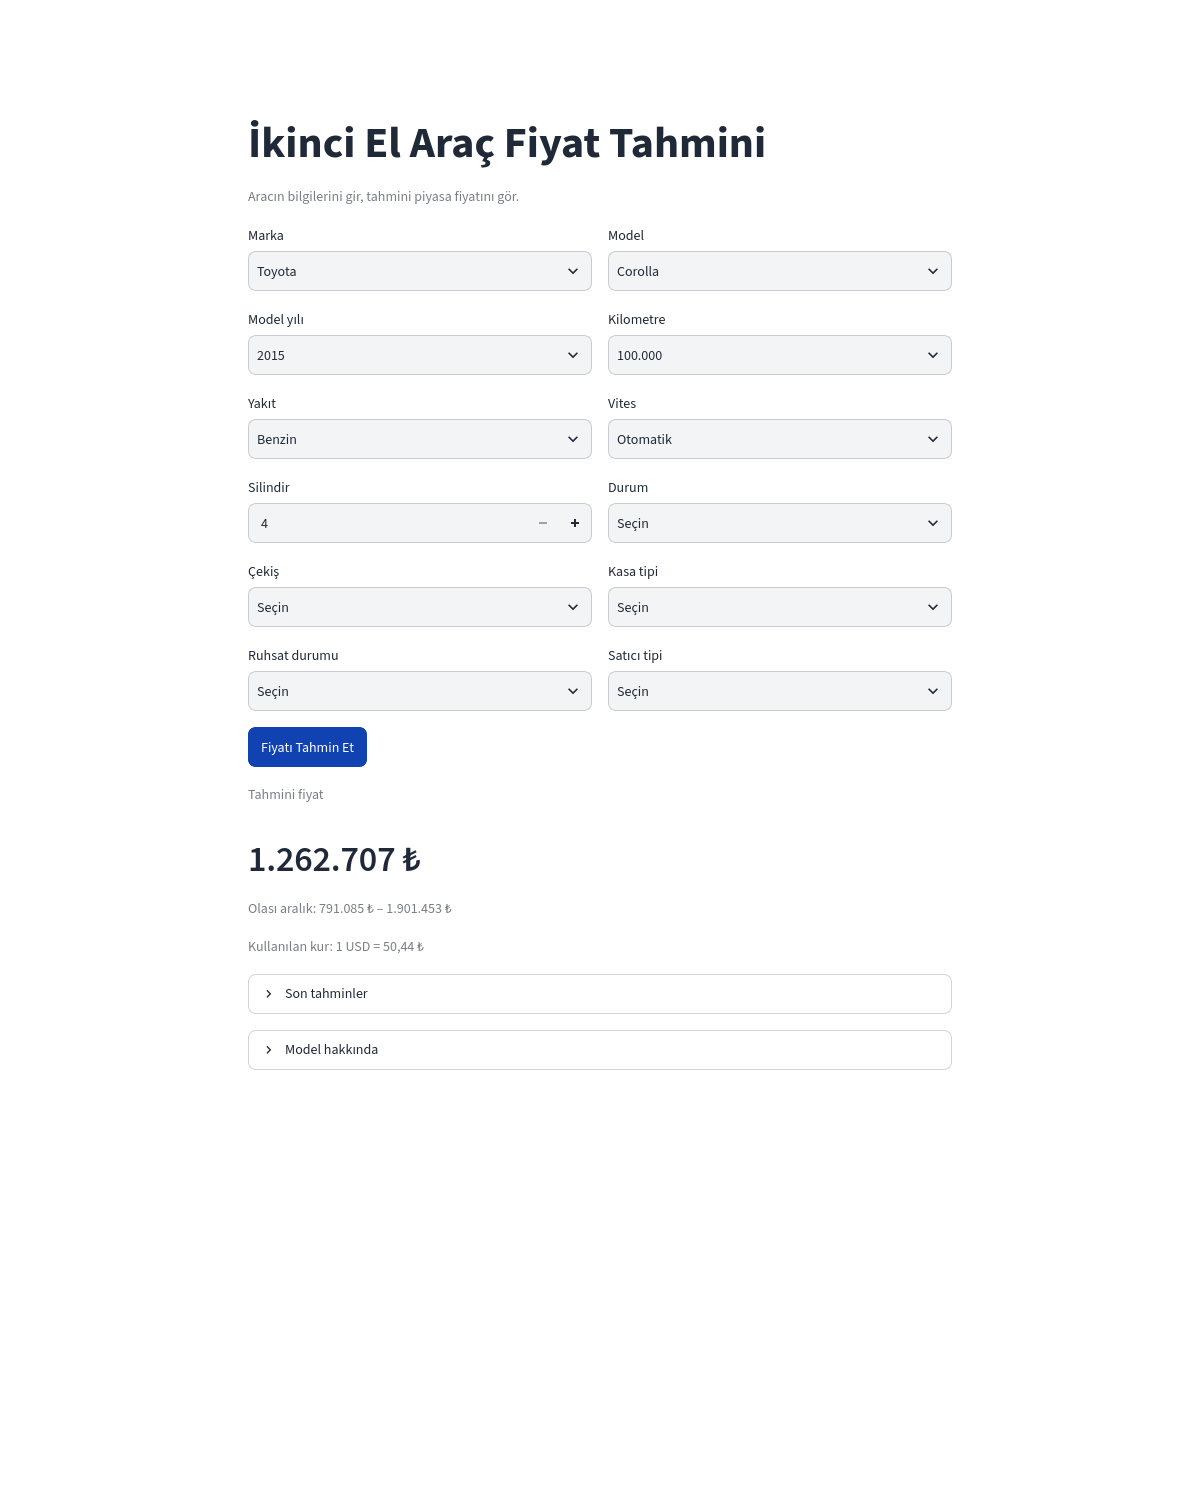 İkinci El Araç Fiyat Tahmini
Aracın bilgilerini gir, tahmini piyasa fiyatını gör.
Marka
Model
Toyota
Corolla
Model yılı
Kilometre
2015
100.000
Yakıt
Vites
Benzin
Otomatik
Silindir
Durum
4
Seçin
Çekiş
Kasa tipi
Seçin
Seçin
Ruhsat durumu
Satıcı tipi
Seçin
Seçin
Fiyatı Tahmin Et
Tahmini fiyat
1.262.707 ₺
Olası aralık: 791.085 ₺ – 1.901.453 ₺
Kullanılan kur: 1 USD = 50,44 ₺
Son tahminler
Model hakkında